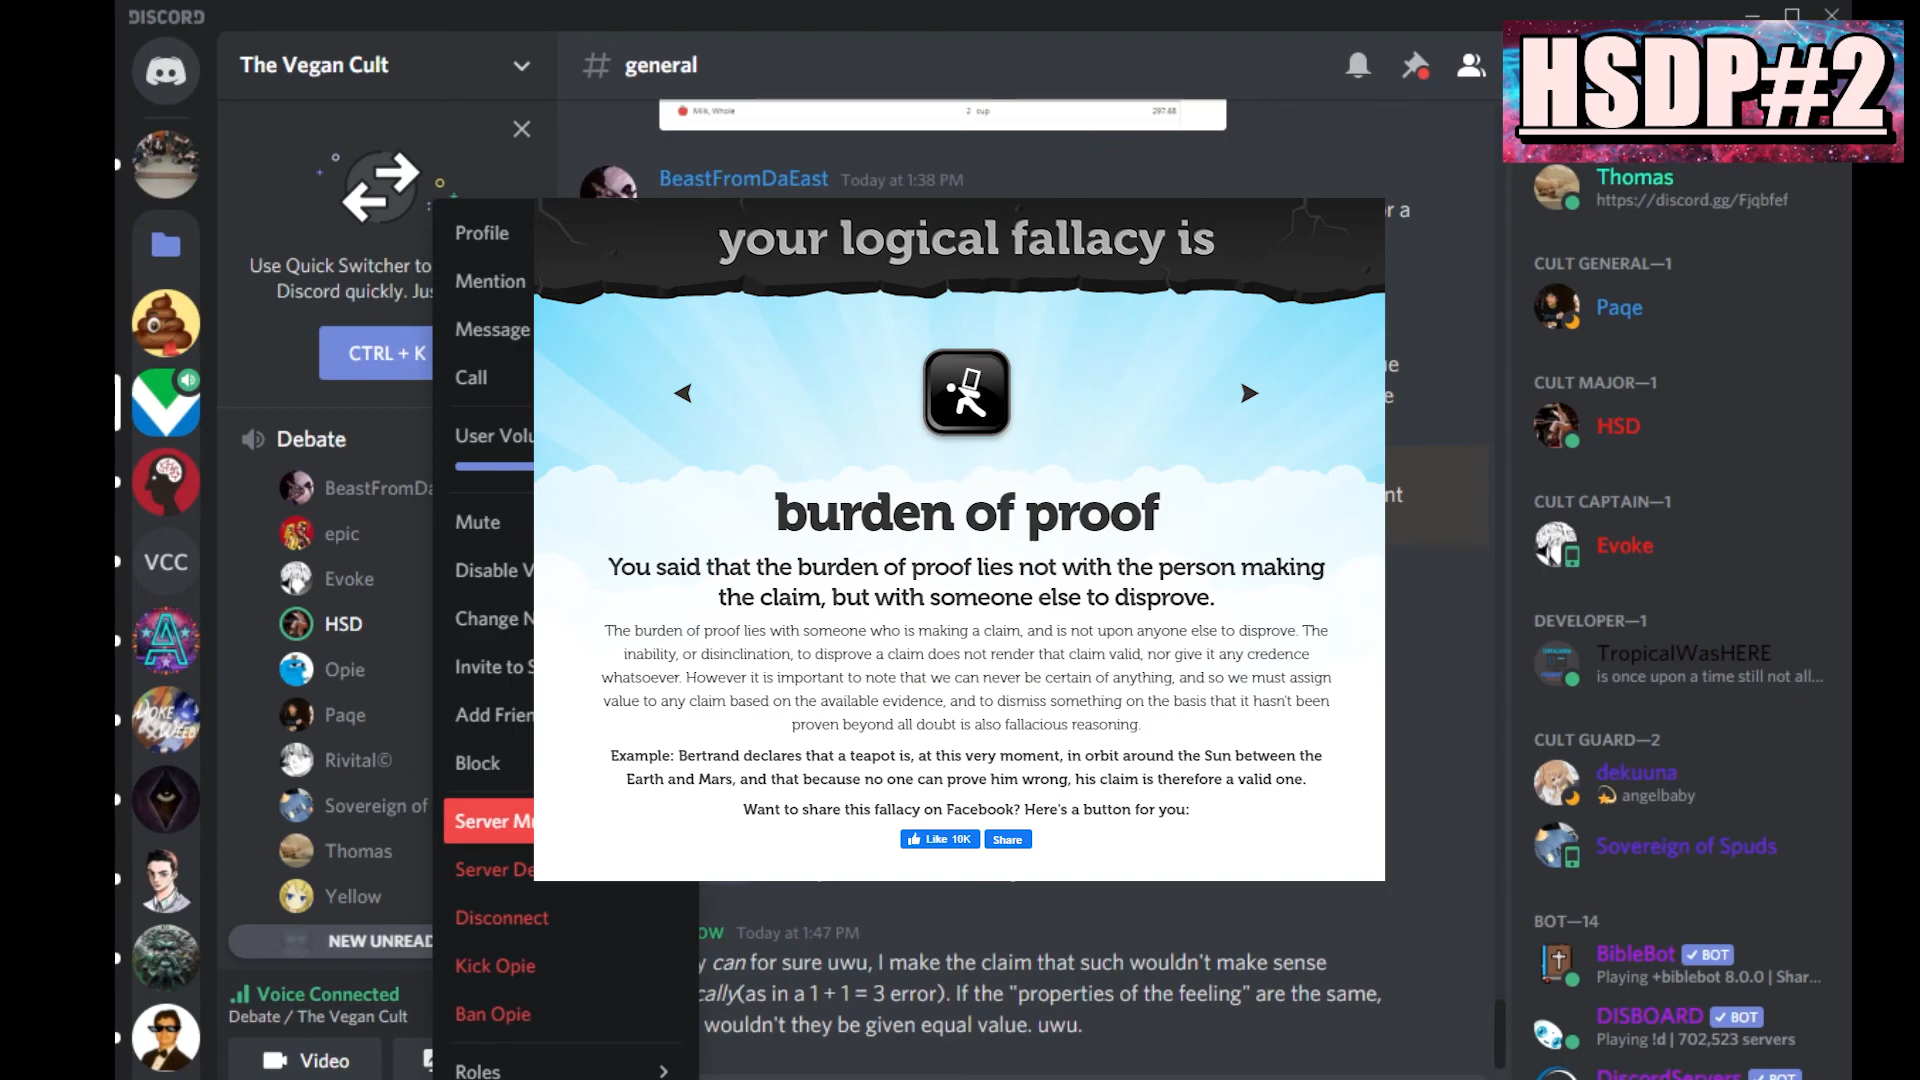 DISCORD
The Vegan Cult
# general
HSDP#2
Milk, Whole 2 cup 297.68
BeastFromDaEast Today at 1:38 PM
Use Quick Switcher to
Discord quickly. Jus
CTRL + K
Debate
BeastFromDa
epic
Evoke
HSD
Opie
Paqe
Rivital©
Sovereign of
Thomas
Yellow
NEW UNREAD
Voice Connected
Debate / The Vegan Cult
Video
VCC
Profile
Mention
Message
Call
User Volu
Mute
Disable V
Change N
Invite to S
Add Frien
Block
Server Mu
Server De
Disconnect
Kick Opie
Ban Opie
Roles
your logical fallacy is
burden of proof
You said that the burden of proof lies not with the person making
the claim, but with someone else to disprove.
The burden of proof lies with someone who is making a claim, and is not upon anyone else to disprove. The
inability, or disinclination, to disprove a claim does not render that claim valid, nor give it any credence
whatsoever. However it is important to note that we can never be certain of anything, and so we must assign
value to any claim based on the available evidence, and to dismiss something on the basis that it hasn't been
proven beyond all doubt is also fallacious reasoning.
Example: Bertrand declares that a teapot is, at this very moment, in orbit around the Sun between the
Earth and Mars, and that because no one can prove him wrong, his claim is therefore a valid one.
Want to share this fallacy on Facebook? Here's a button for you:
Like 10K Share
r a
e
e
nt
ow Today at 1:47 PM
y can for sure uwu, I make the claim that such wouldn't make sense
cally(as in a 1 + 1 = 3 error). If the "properties of the feeling" are the same,
wouldn't they be given equal value. uwu.
Thomas
https://discord.gg/Fjqbfef
CULT GENERAL—1
Paqe
CULT MAJOR—1
HSD
CULT CAPTAIN—1
Evoke
DEVELOPER—1
TropicalWasHERE
is once upon a time still not all...
CULT GUARD—2
dekuuna
angelbaby
Sovereign of Spuds
BOT—14
BibleBot ✓ BOT
Playing +biblebot 8.0.0 | Shar...
DISBOARD ✓ BOT
Playing !d | 702,523 servers
DiscordServers ✓ BOT